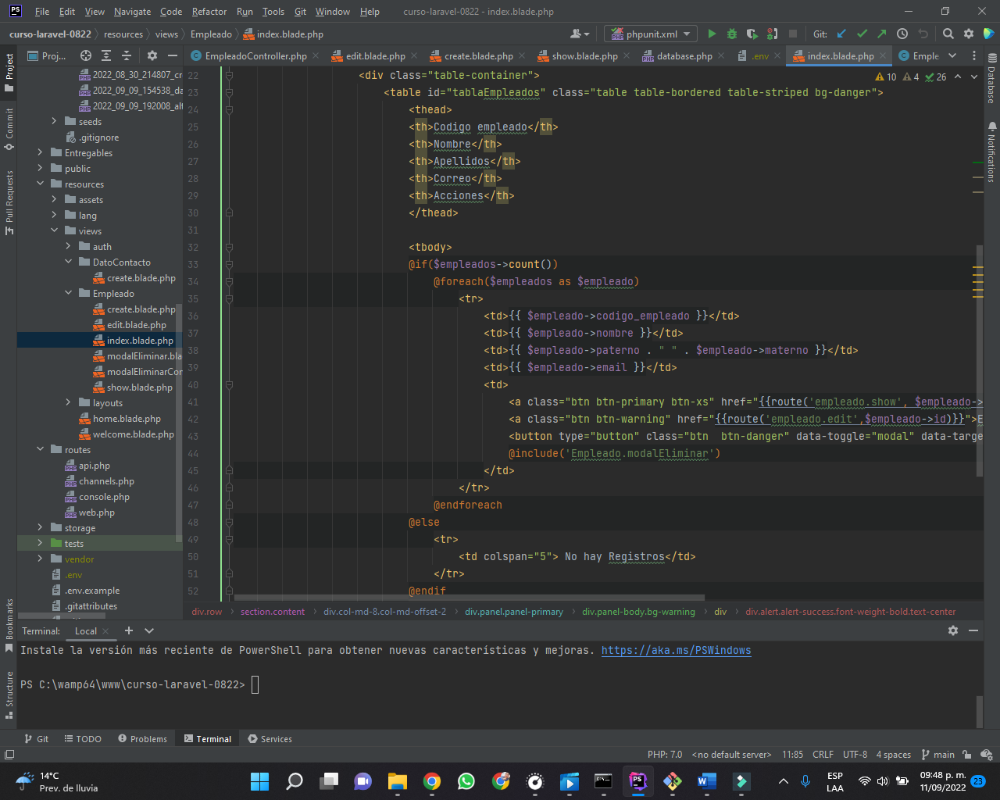 PS File Edit View Navigate Code Refactor Run Tools Git Window Help curso-laravel-0822 - index.blade.php
curso-laravel-0822 resources views Empleado index.blade.php phpunit.xml Git:
Proj... EmpleadoController.php edit.blade.php create.blade.php show.blade.php database.php .env index.blade.php Emple
Project
Commit
Pull Requests
Bookmarks
Structure
Database
Notifications
2022_08_30_214807_cr
2022_09_09_154538_da
2022_09_09_192008_alt
seeds
.gitignore
Entregables
public
resources
assets
lang
views
auth
DatoContacto
create.blade.php
Empleado
create.blade.php
edit.blade.php
index.blade.php
modalEliminar.bla
modalEliminarCor
show.blade.php
layouts
home.blade.php
welcome.blade.php
routes
api.php
channels.php
console.php
web.php
storage
tests
vendor
.env
.env.example
.gitattributes
10 4 26
22 <div class="table-container">
23 <table id="tablaEmpleados" class="table table-bordered table-striped bg-danger">
24 <thead>
25 <th>Codigo empleado</th>
26 <th>Nombre</th>
27 <th>Apellidos</th>
28 <th>Correo</th>
29 <th>Acciones</th>
30 </thead>
31
32 <tbody>
33 @if($empleados->count())
34 @foreach($empleados as $empleado)
35 <tr>
36 <td>{{ $empleado->codigo_empleado }}</td>
37 <td>{{ $empleado->nombre }}</td>
38 <td>{{ $empleado->paterno . " " . $empleado->materno }}</td>
39 <td>{{ $empleado->email }}</td>
40 <td>
41 <a class="btn btn-primary btn-xs" href="{{route('empleado.show', $empleado->
42 <a class="btn btn-warning" href="{{route('empleado.edit',$empleado->id)}}">E
43 <button type="button" class="btn  btn-danger" data-toggle="modal" data-targe
44 @include('Empleado.modalEliminar')
45 </td>
46 </tr>
47 @endforeach
48 @else
49 <tr>
50 <td colspan="5"> No hay Registros</td>
51 </tr>
52 @endif
div.row section.content div.col-md-8.col-md-offset-2 div.panel.panel-primary div.panel-body.bg-warning div div.alert.alert-success.font-weight-bold.text-center
Terminal: Local
Instale la versión más reciente de PowerShell para obtener nuevas características y mejoras. https://aka.ms/PSWindows
PS C:\wamp64\www\curso-laravel-0822>
Git TODO Problems Terminal Services
PHP: 7.0 <no default server> 11:85 CRLF UTF-8 4 spaces main
14°C
Prev. de lluvia
ESP
LAA
09:48 p. m.
11/09/2022
23